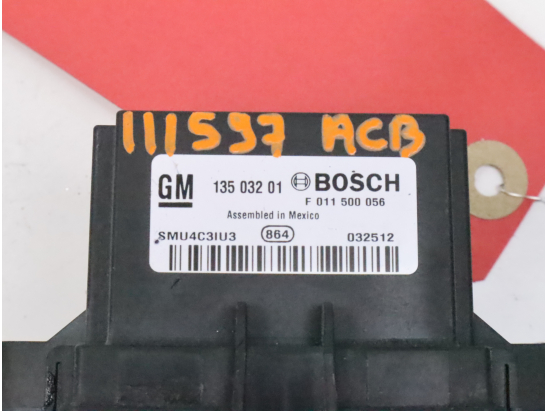 111597 ACB
GM 135 032 01 BOSCH
F 011 500 056
Assembled in Mexico
SMU4C3IU3 864 032512